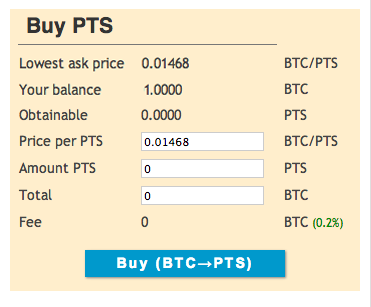 Buy PTS
Lowest ask price 0.01468 BTC/PTS
Your balance 1.0000 BTC
Obtainable 0.0000 PTS
Price per PTS 0.01468 BTC/PTS
Amount PTS 0 PTS
Total 0 BTC
Fee 0 BTC (0.2%)
Buy (BTC→PTS)